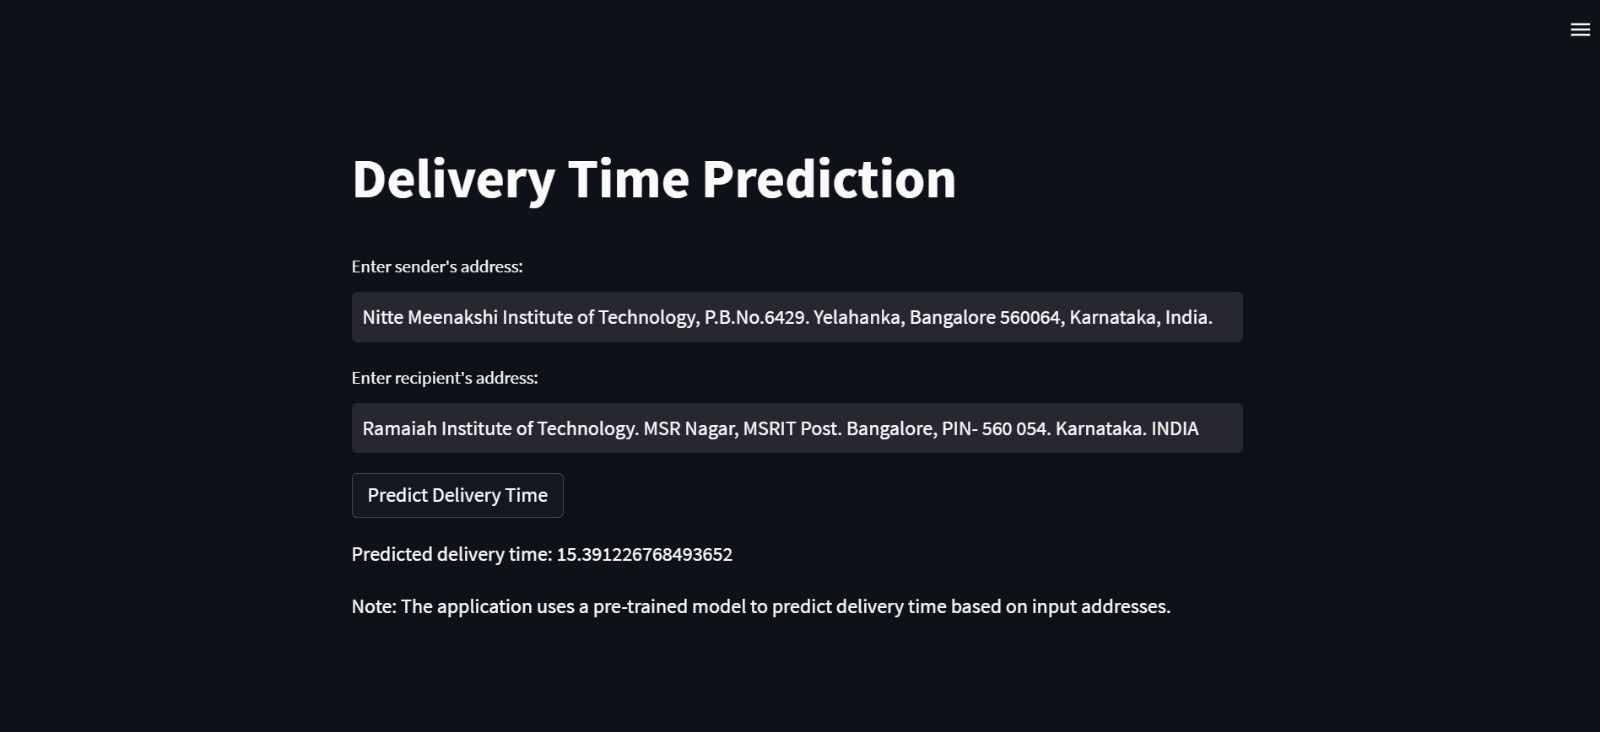 Delivery Time Prediction
Enter sender's address:
Nitte Meenakshi Institute of Technology, P.B.No.6429. Yelahanka, Bangalore 560064, Karnataka, India.
Enter recipient's address:
Ramaiah Institute of Technology. MSR Nagar, MSRIT Post. Bangalore, PIN- 560 054. Karnataka. INDIA
Predict Delivery Time
Predicted delivery time: 15.391226768493652
Note: The application uses a pre-trained model to predict delivery time based on input addresses.